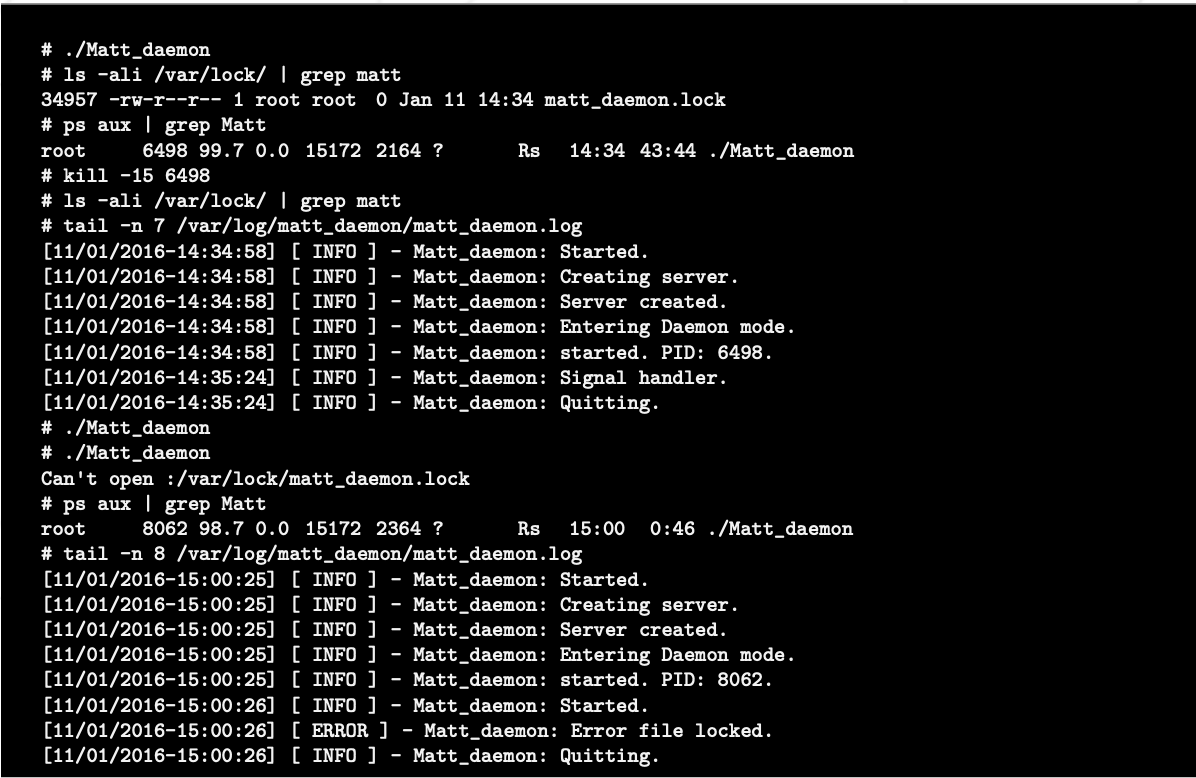 # ./Matt_daemon
# ls -ali /var/lock/ | grep matt
34957 -rw-r--r-- 1 root root  0 Jan 11 14:34 matt_daemon.lock
# ps aux | grep Matt
root     6498 99.7 0.0 15172 2164 ?      Rs   14:34 43:44 ./Matt_daemon
# kill -15 6498
# ls -ali /var/lock/ | grep matt
# tail -n 7 /var/log/matt_daemon/matt_daemon.log
[11/01/2016-14:34:58] [ INFO ] - Matt_daemon: Started.
[11/01/2016-14:34:58] [ INFO ] - Matt_daemon: Creating server.
[11/01/2016-14:34:58] [ INFO ] - Matt_daemon: Server created.
[11/01/2016-14:34:58] [ INFO ] - Matt_daemon: Entering Daemon mode.
[11/01/2016-14:34:58] [ INFO ] - Matt_daemon: started. PID: 6498.
[11/01/2016-14:35:24] [ INFO ] - Matt_daemon: Signal handler.
[11/01/2016-14:35:24] [ INFO ] - Matt_daemon: Quitting.
# ./Matt_daemon
# ./Matt_daemon
Can't open :/var/lock/matt_daemon.lock
# ps aux | grep Matt
root     8062 98.7 0.0 15172 2364 ?      Rs   15:00  0:46 ./Matt_daemon
# tail -n 8 /var/log/matt_daemon/matt_daemon.log
[11/01/2016-15:00:25] [ INFO ] - Matt_daemon: Started.
[11/01/2016-15:00:25] [ INFO ] - Matt_daemon: Creating server.
[11/01/2016-15:00:25] [ INFO ] - Matt_daemon: Server created.
[11/01/2016-15:00:25] [ INFO ] - Matt_daemon: Entering Daemon mode.
[11/01/2016-15:00:25] [ INFO ] - Matt_daemon: started. PID: 8062.
[11/01/2016-15:00:26] [ INFO ] - Matt_daemon: Started.
[11/01/2016-15:00:26] [ ERROR ] - Matt_daemon: Error file locked.
[11/01/2016-15:00:26] [ INFO ] - Matt_daemon: Quitting.